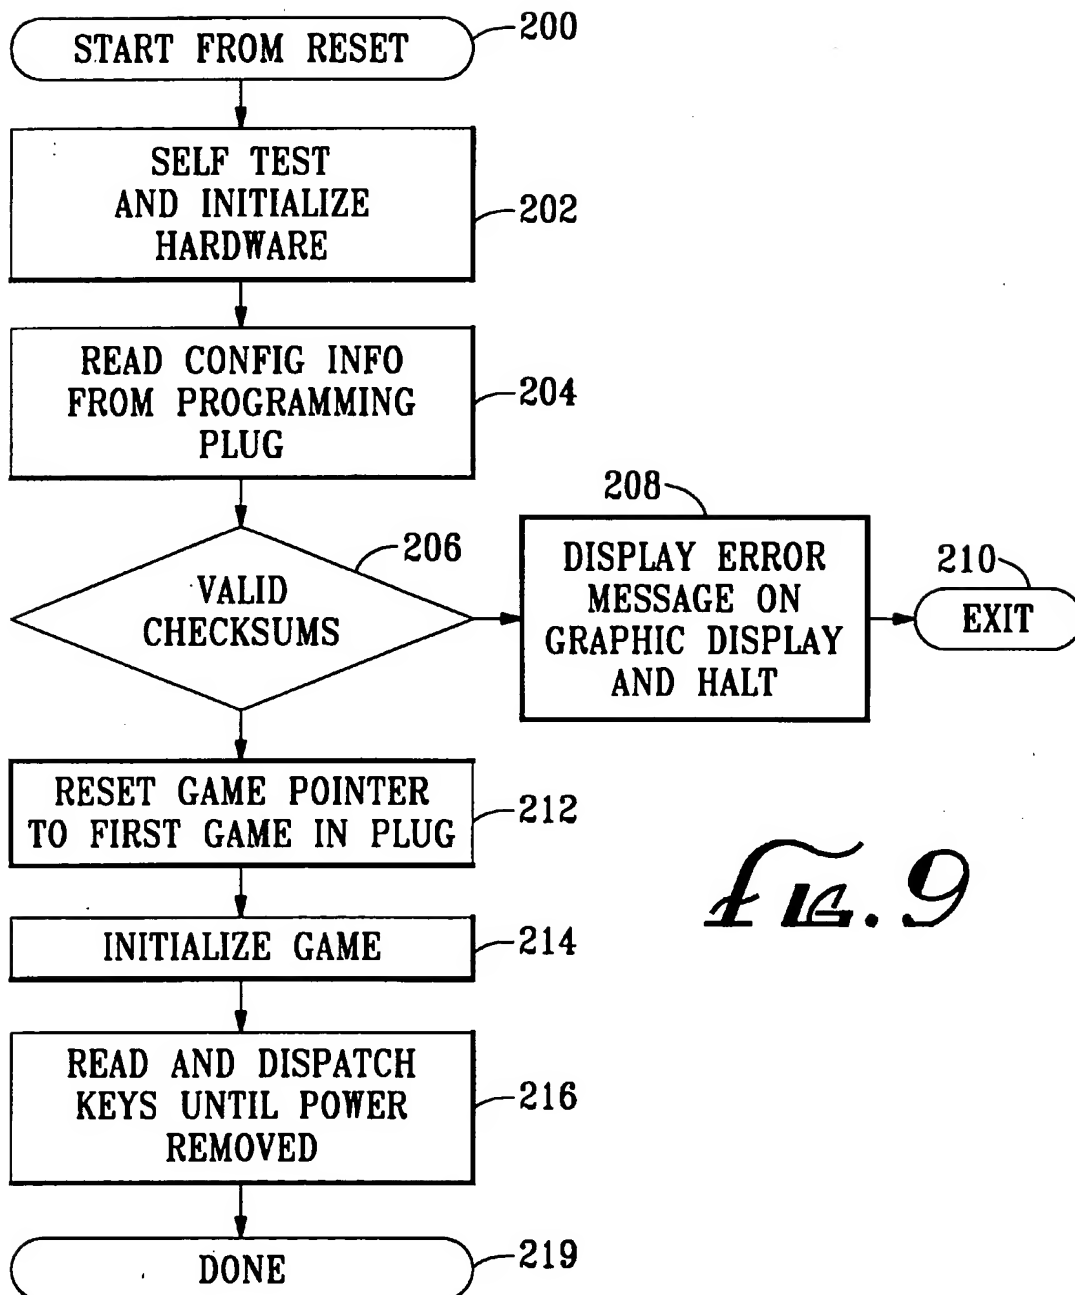 START FROM RESET
200
SELF TEST
AND INITIALIZE
HARDWARE
202
READ CONFIG INFO
FROM PROGRAMMING
PLUG
204
VALID
CHECKSUMS
206
208
DISPLAY ERROR
MESSAGE ON
GRAPHIC DISPLAY
AND HALT
210
EXIT
RESET GAME POINTER
TO FIRST GAME IN PLUG
212
INITIALIZE GAME
214
READ AND DISPATCH
KEYS UNTIL POWER
REMOVED
216
DONE
219
FIG. 9